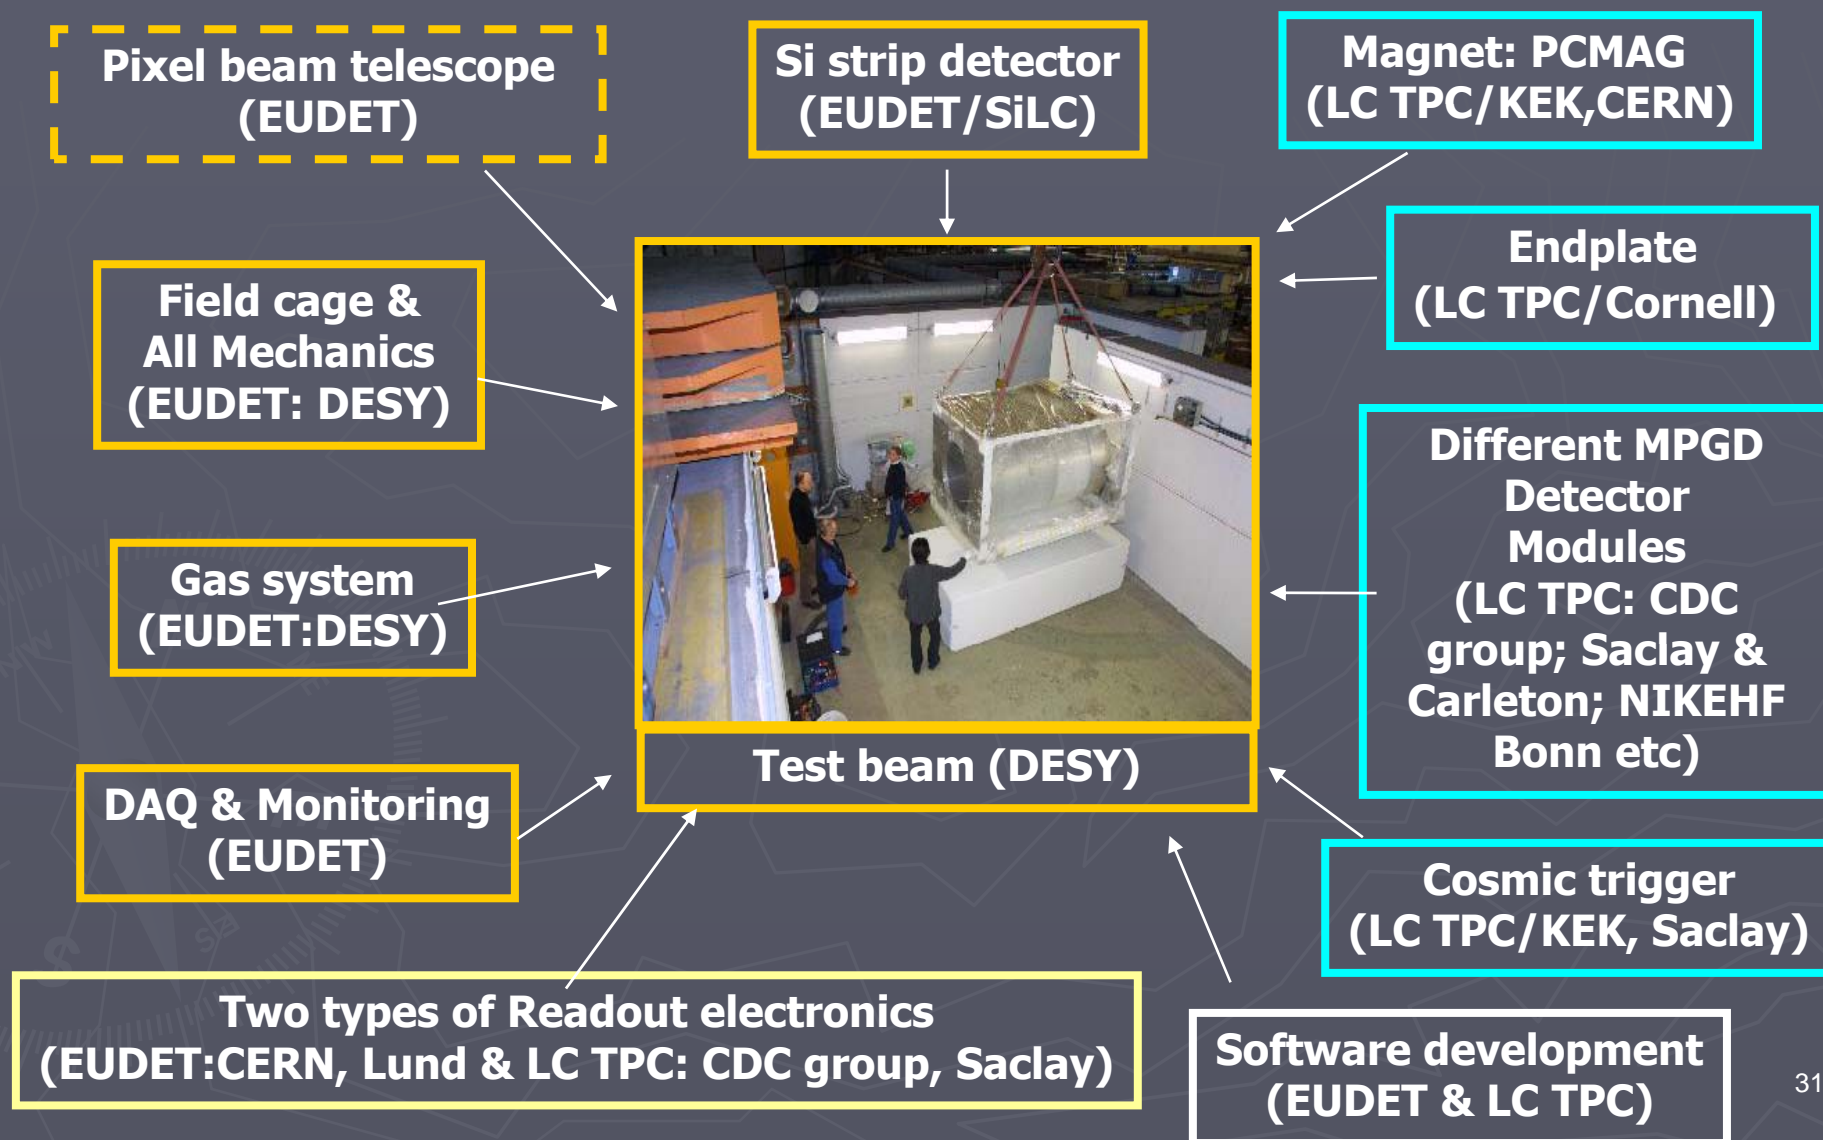 Pixel beam telescope
(EUDET)
Si strip detector
(EUDET/SiLC)
Magnet: PCMAG
(LC TPC/KEK,CERN)
Endplate
(LC TPC/Cornell)
Field cage &
All Mechanics
(EUDET: DESY)
Different MPGD
Detector
Modules
(LC TPC: CDC
group; Saclay &
Carleton; NIKEHF
Bonn etc)
Gas system
(EUDET:DESY)
Test beam (DESY)
DAQ & Monitoring
(EUDET)
Cosmic trigger
(LC TPC/KEK, Saclay)
Two types of Readout electronics
(EUDET:CERN, Lund & LC TPC: CDC group, Saclay)
Software development
(EUDET & LC TPC)
31